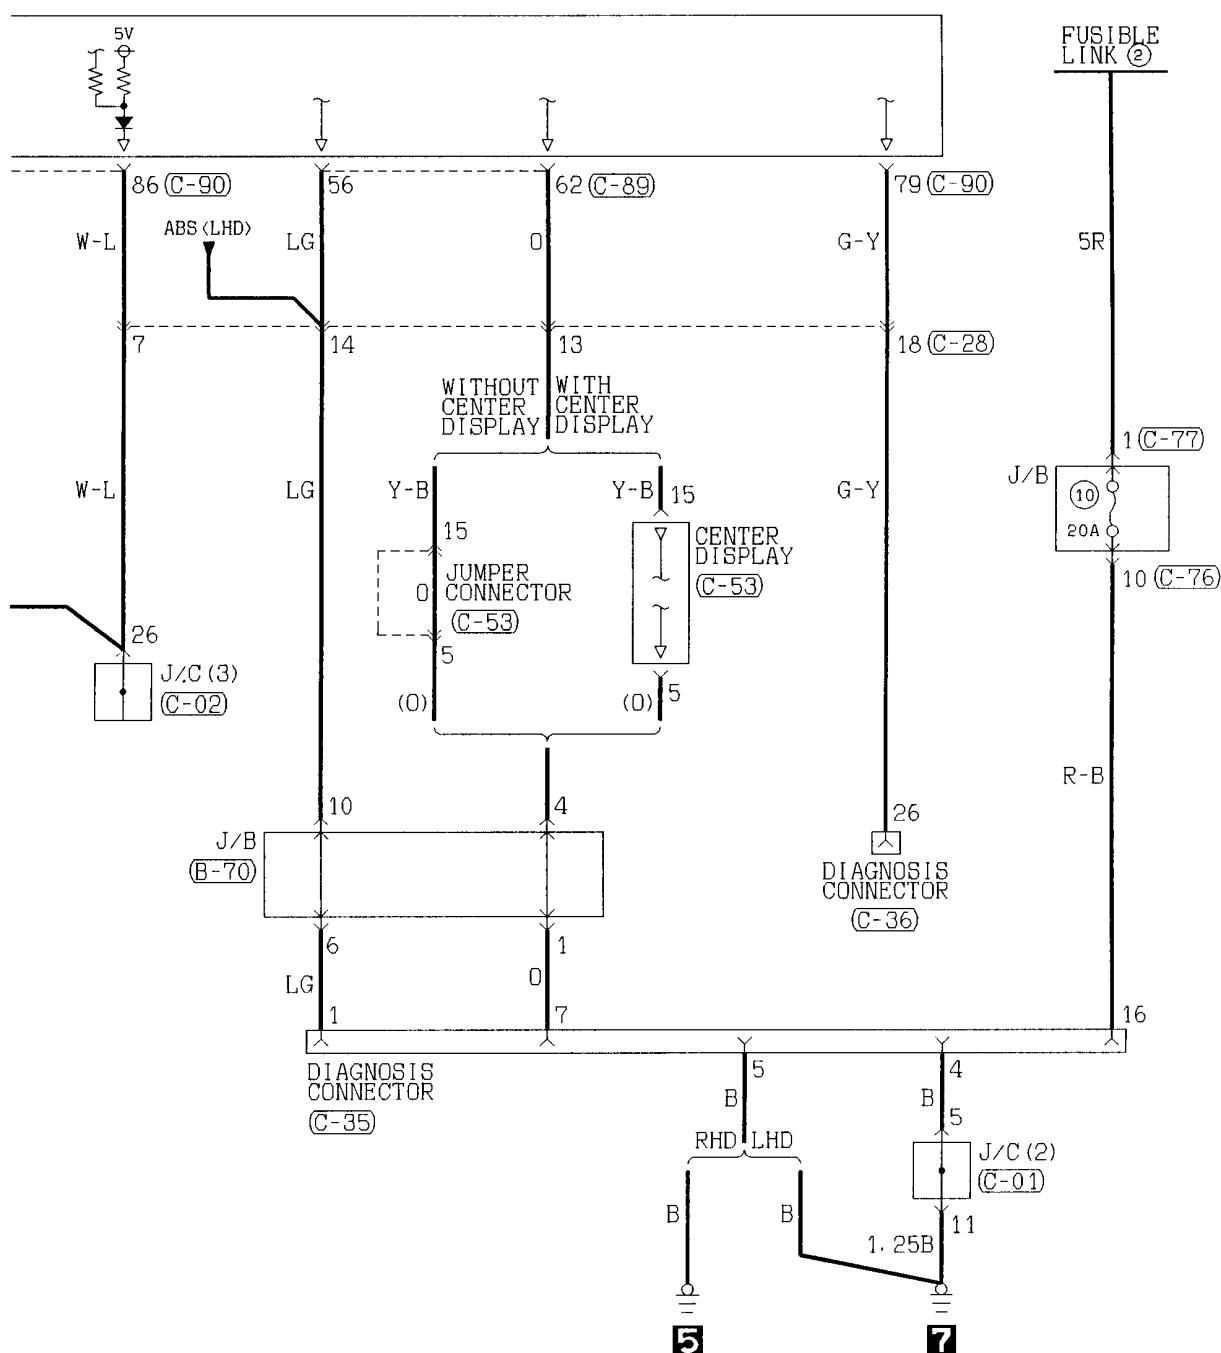 5V
FUSIBLE
LINK ②
86 (C-90)
56
62 (C-89)
79 (C-90)
ABS <LHD>
W-L
LG
O
G-Y
5R
7
14
13
18 (C-28)
WITHOUT
CENTER
DISPLAY
WITH
CENTER
DISPLAY
1 (C-77)
J/B
⑩
20A
10 (C-76)
W-L
LG
Y-B
Y-B
15
G-Y
15
CENTER
DISPLAY
(C-53)
O
JUMPER
CONNECTOR
(C-53)
5
(O)
(O)
5
26
J/C (3)
(C-02)
R-B
10
4
26
J/B
(B-70)
DIAGNOSIS
CONNECTOR
(C-36)
6
1
LG
O
1
7
16
DIAGNOSIS
CONNECTOR
(C-35)
5
4
B
B
5
RHD
LHD
J/C (2)
(C-01)
B
B
11
1.25B
5
7